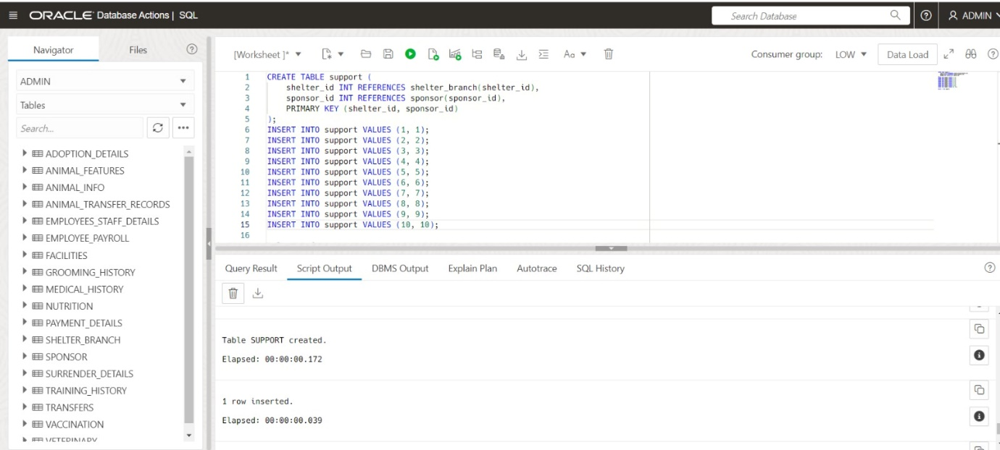 ORACLE Database Actions | SQL
Search Database
ADMIN
Navigator
Files
[Worksheet ]*
Aa
Consumer group: LOW
Data Load
ADMIN
Tables
Search...
ADOPTION_DETAILS
ANIMAL_FEATURES
ANIMAL_INFO
ANIMAL_TRANSFER_RECORDS
EMPLOYEES_STAFF_DETAILS
EMPLOYEE_PAYROLL
FACILITIES
GROOMING_HISTORY
MEDICAL_HISTORY
NUTRITION
PAYMENT_DETAILS
SHELTER_BRANCH
SPONSOR
SURRENDER_DETAILS
TRAINING_HISTORY
TRANSFERS
VACCINATION
VETERINARY
1 CREATE TABLE support (
2 shelter_id INT REFERENCES shelter_branch(shelter_id),
3 sponsor_id INT REFERENCES sponsor(sponsor_id),
4 PRIMARY KEY (shelter_id, sponsor_id)
5 );
6 INSERT INTO support VALUES (1, 1);
7 INSERT INTO support VALUES (2, 2);
8 INSERT INTO support VALUES (3, 3);
9 INSERT INTO support VALUES (4, 4);
10 INSERT INTO support VALUES (5, 5);
11 INSERT INTO support VALUES (6, 6);
12 INSERT INTO support VALUES (7, 7);
13 INSERT INTO support VALUES (8, 8);
14 INSERT INTO support VALUES (9, 9);
15 INSERT INTO support VALUES (10, 10);
16
Query Result
Script Output
DBMS Output
Explain Plan
Autotrace
SQL History
Table SUPPORT created.
Elapsed: 00:00:00.172
1 row inserted.
Elapsed: 00:00:00.039